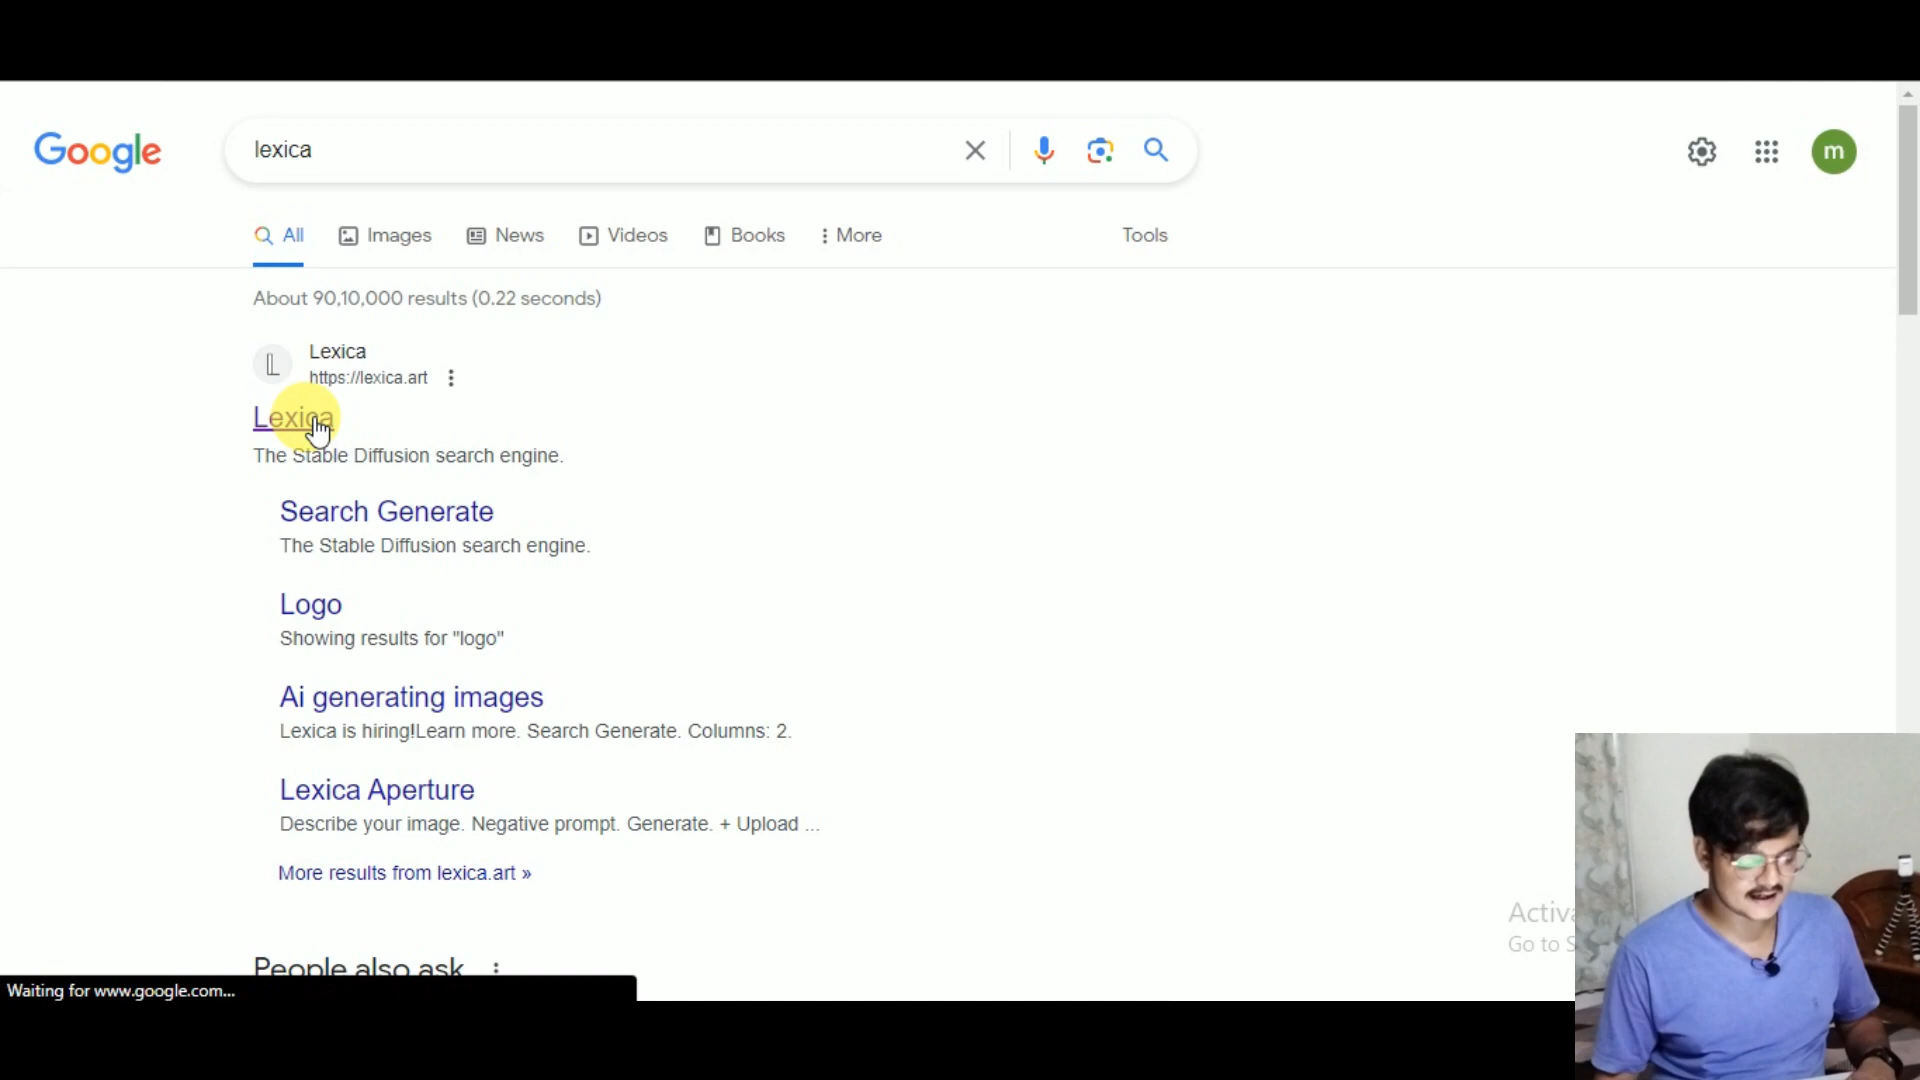 Google
lexica
All
Images
News
Videos
Books
More
Tools
m
About 90,10,000 results (0.22 seconds)
L
Lexica
https://lexica.art
Lexica
The Stable Diffusion search engine.
Search Generate
The Stable Diffusion search engine.
Logo
Showing results for "logo"
Ai generating images
Lexica is hiring!Learn more. Search Generate. Columns: 2.
Lexica Aperture
Describe your image. Negative prompt. Generate. + Upload ...
More results from lexica.art »
Go to
People also ask
Waiting for www.google.com...